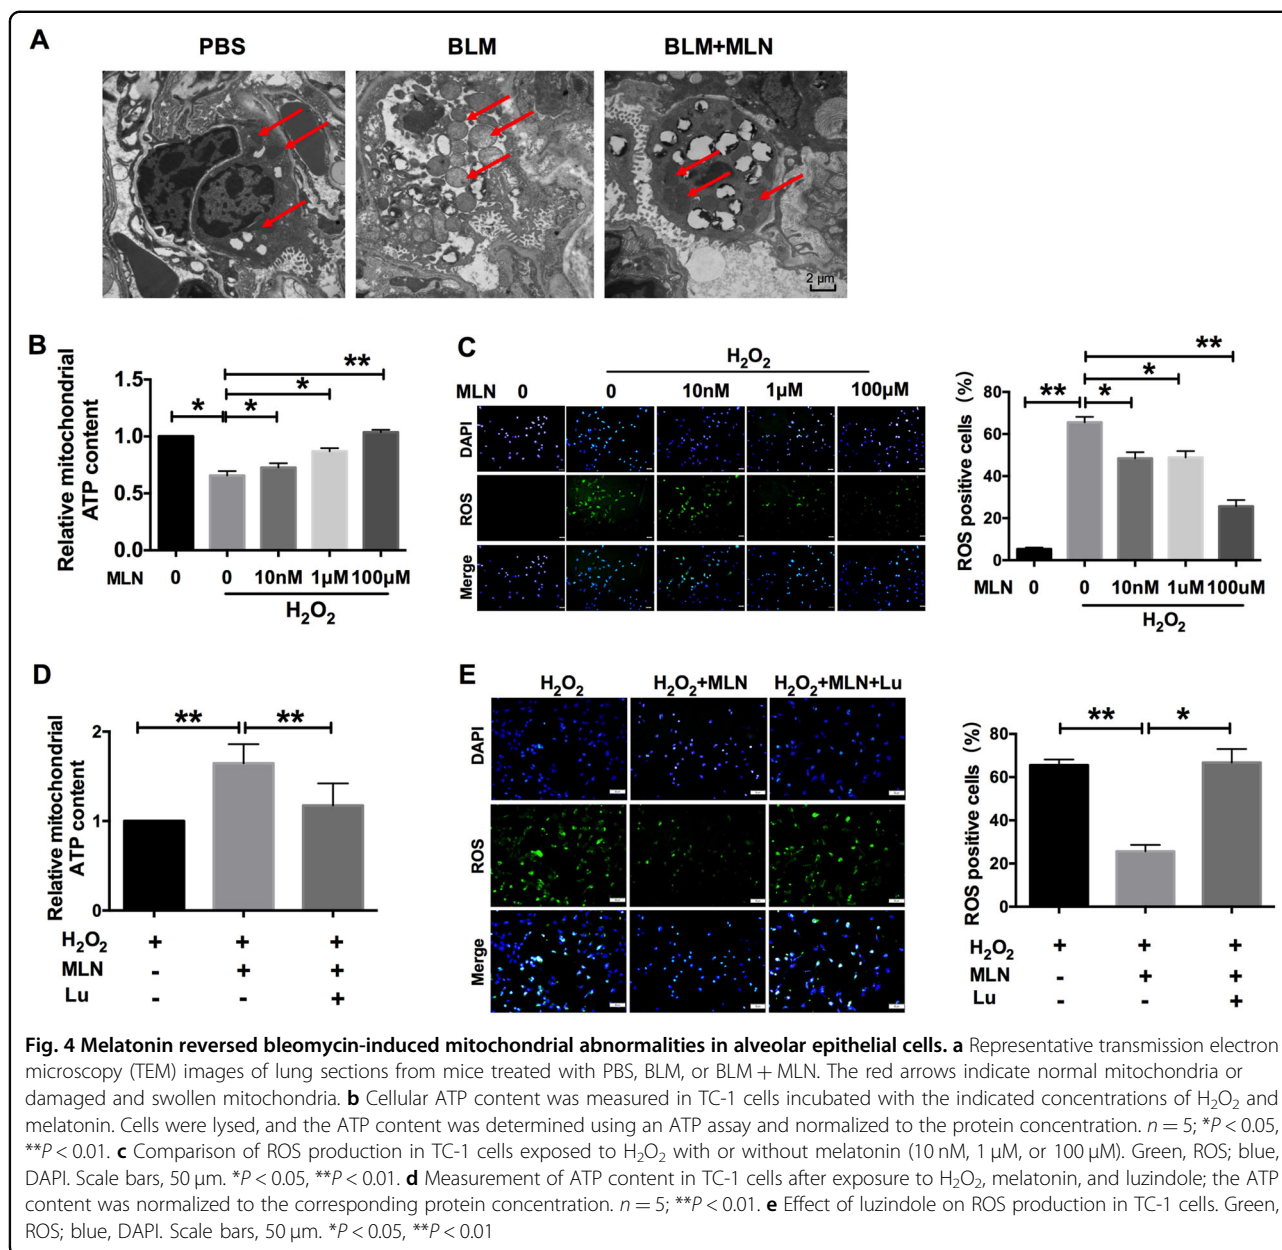 A
PBS
BLM
BLM+MLN
2 µm
B
Relative mitochondrial
ATP content
1.5
1.0
0.5
0.0
*
*
*
**
MLN
0
0
10nM
1µM
100µM
H₂O₂
C
H₂O₂
MLN
0
0
10nM
1µM
100µM
DAPI
ROS
Merge
ROS positive cells (%)
80
60
40
20
0
**
*
*
**
MLN
0
0
10nM
1uM
100uM
H₂O₂
D
Relative mitochondrial
ATP content
2
1
0
**
**
H₂O₂ + + +
MLN - + +
Lu - - +
E
H₂O₂
H₂O₂+MLN
H₂O₂+MLN+Lu
DAPI
ROS
Merge
ROS positive cells (%)
80
60
40
20
0
**
*
H₂O₂ + + +
MLN - + +
Lu - - +
Fig. 4 Melatonin reversed bleomycin-induced mitochondrial abnormalities in alveolar epithelial cells. a Representative transmission electron
microscopy (TEM) images of lung sections from mice treated with PBS, BLM, or BLM + MLN. The red arrows indicate normal mitochondria or
damaged and swollen mitochondria. b Cellular ATP content was measured in TC-1 cells incubated with the indicated concentrations of H₂O₂ and
melatonin. Cells were lysed, and the ATP content was determined using an ATP assay and normalized to the protein concentration. n = 5; *P < 0.05,
**P < 0.01. c Comparison of ROS production in TC-1 cells exposed to H₂O₂ with or without melatonin (10 nM, 1 µM, or 100 µM). Green, ROS; blue,
DAPI. Scale bars, 50 µm. *P < 0.05, **P < 0.01. d Measurement of ATP content in TC-1 cells after exposure to H₂O₂, melatonin, and luzindole; the ATP
content was normalized to the corresponding protein concentration. n = 5; **P < 0.01. e Effect of luzindole on ROS production in TC-1 cells. Green,
ROS; blue, DAPI. Scale bars, 50 µm. *P < 0.05, **P < 0.01